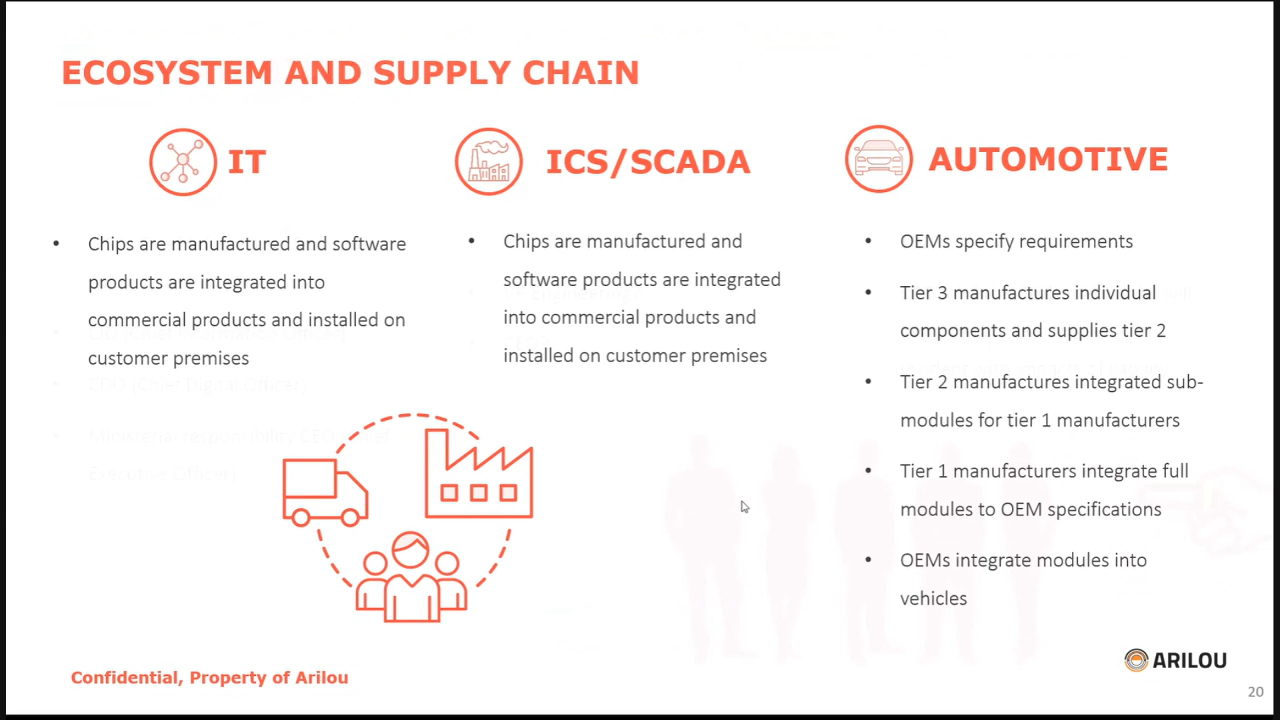 ECOSYSTEM AND SUPPLY CHAIN
IT
• Chips are manufactured and software
products are integrated into
commercial products and installed on
customer premises
ICS/SCADA
• Chips are manufactured and
software products are integrated
into commercial products and
installed on customer premises
AUTOMOTIVE
• OEMs specify requirements
• Tier 3 manufactures individual
components and supplies tier 2
• Tier 2 manufactures integrated sub-
modules for tier 1 manufacturers
• Tier 1 manufacturers integrate full
modules to OEM specifications
• OEMs integrate modules into
vehicles
Confidential, Property of Arilou
ARILOU
20